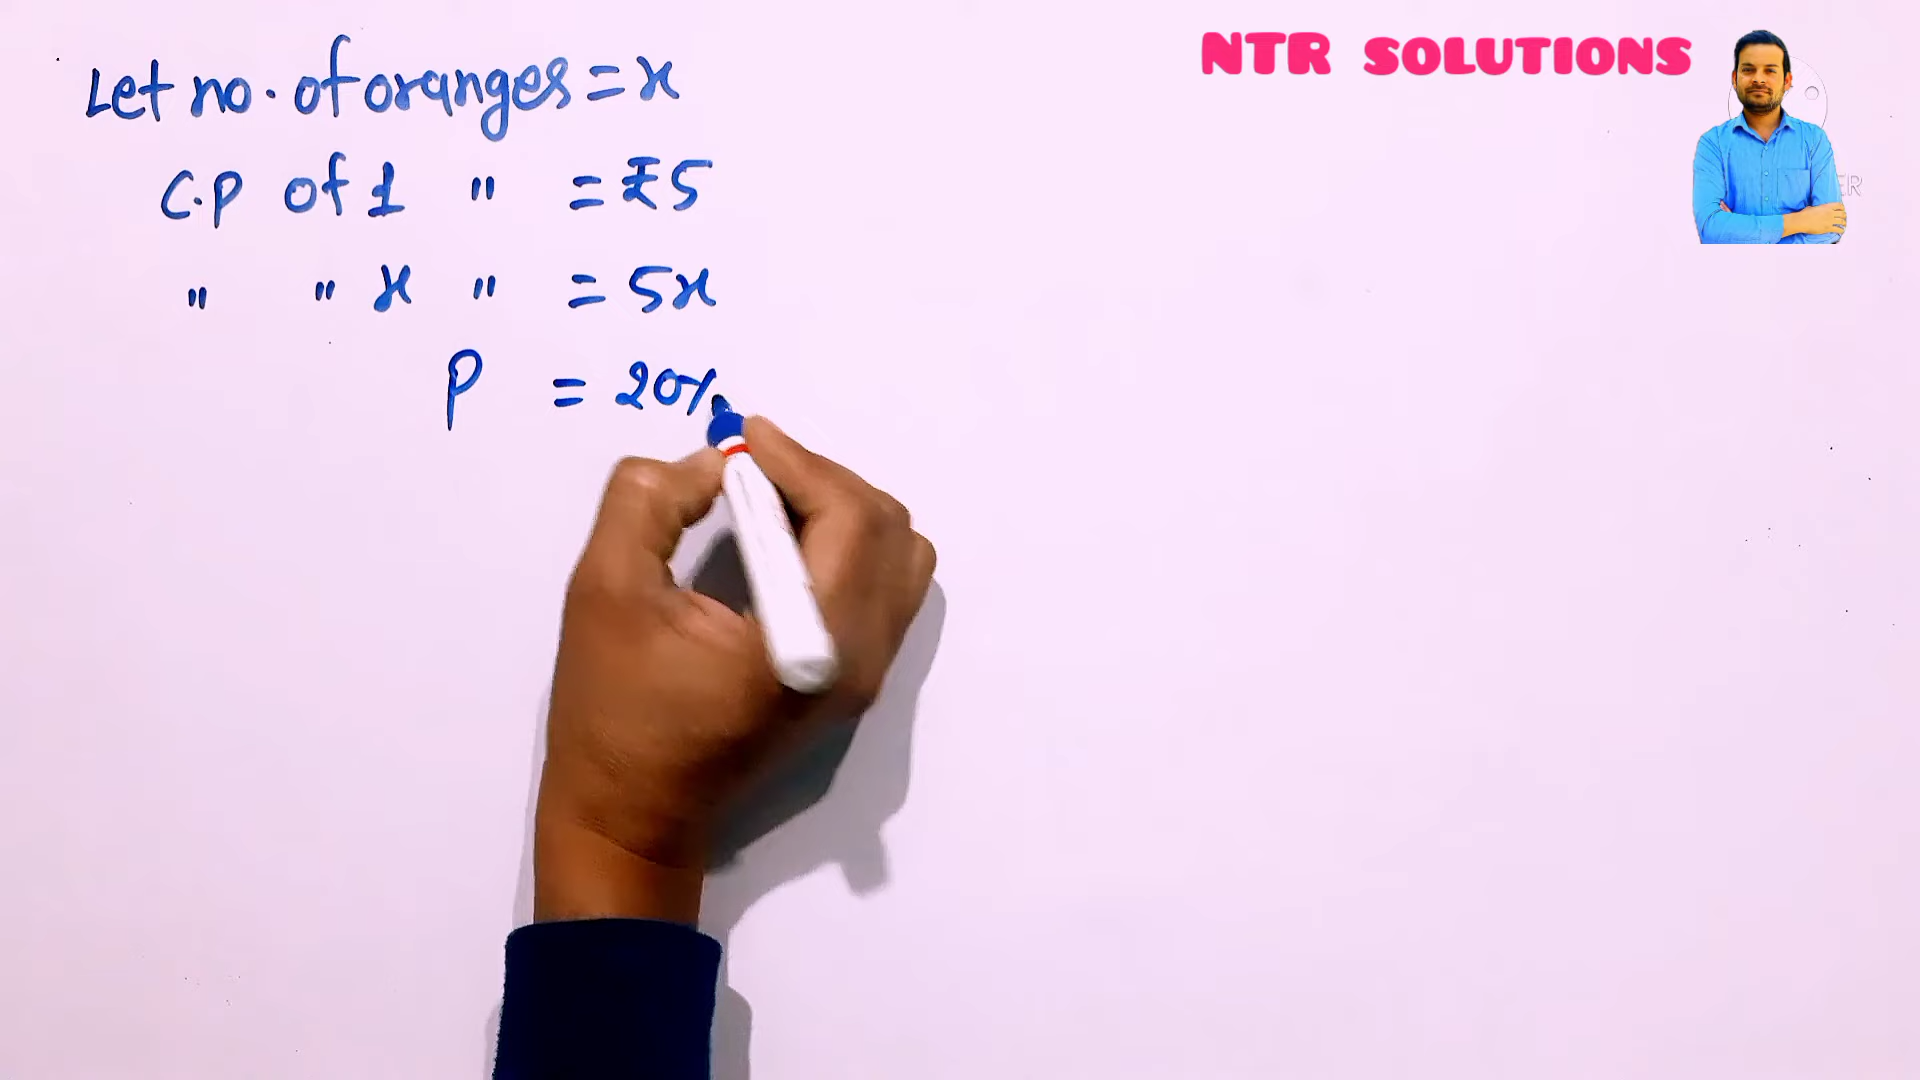 NTR SOLUTIONS
Let no. of oranges = x
C.P of 1 " = ₹5
" " x " = 5x
P = 20%